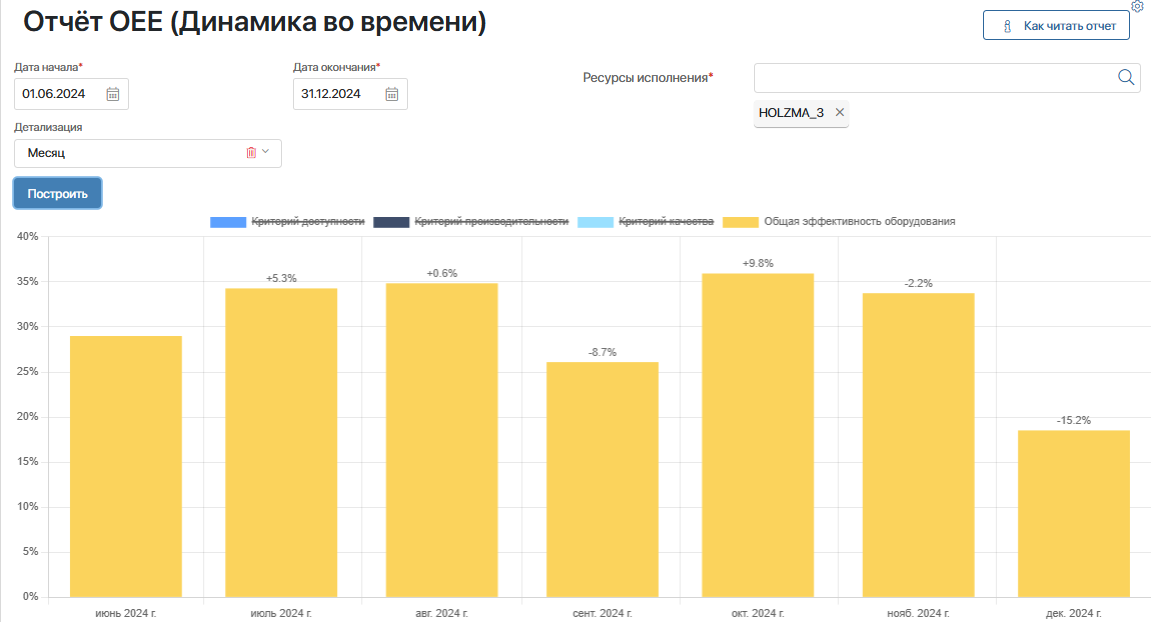 Отчёт OEE (Динамика во времени)
Как читать отчет
Дата начала*
Дата окончания*
Ресурсы исполнения*
01.06.2024
31.12.2024
HOLZMA_3
Детализация
Месяц
Построить
Критерий доступности
Критерий производительности
Критерий качества
Общая эффективность оборудования
40%
35%
30%
25%
20%
15%
10%
5%
0%
+5.3%
+0.6%
-8.7%
+9.8%
-2.2%
-15.2%
июнь 2024 г.
июль 2024 г.
авг. 2024 г.
сент. 2024 г.
окт. 2024 г.
нояб. 2024 г.
дек. 2024 г.